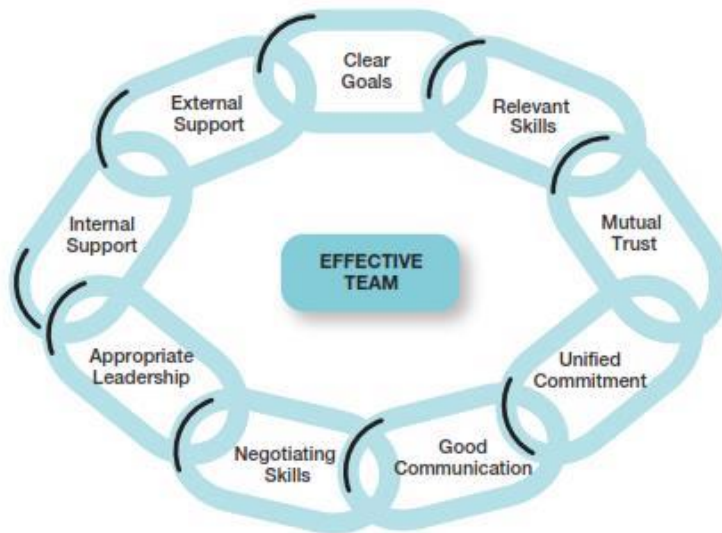 Clear
Goals
External
Support
Relevant
Skills
Internal
Support
Mutual
Trust
EFFECTIVE
TEAM
Appropriate
Leadership
Unified
Commitment
Negotiating
Skills
Good
Communication